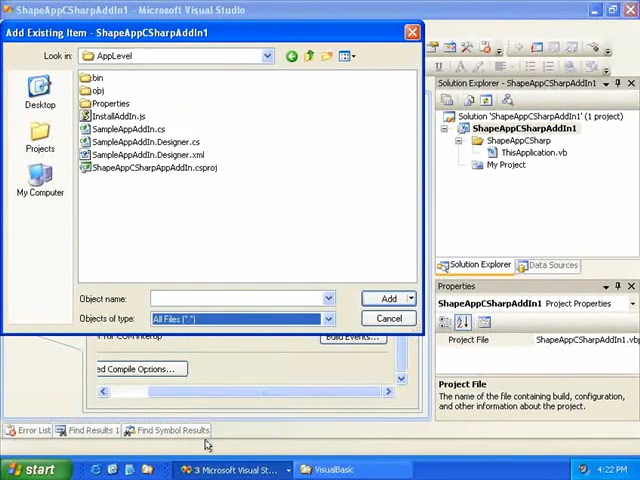 ShapeAppCSharpAddIn1 - Microsoft Visual Studio
Add Existing Item - ShapeAppCSharpAddIn1
Look in:
AppLevel
Desktop
Projects
My Computer
bin
obj
Properties
InstallAddIn.js
SampleAppAddIn.cs
SampleAppAddIn.Designer.cs
SampleAppAddIn.Designer.xml
ShapeAppCSharpAppAddIn.csproj
Object name:
Add
Objects of type:
All Files (*.*)
Cancel
Solution Explorer - ShapeAppCSharpAddIn1
Solution 'ShapeAppCSharpAddIn1' (1 project)
ShapeAppCSharpAddIn1
ShapeAppCSharp
ThisApplication.vb
My Project
Solution Explorer
Data Sources
Properties
ShapeAppCSharpAddIn1 Project Properties
Project File
ShapeAppCSharpAddIn1.vb
Project File
The name of the file containing build, configuration,
and other information about the project.
Build Events...
ed Compile Options...
Error List
Find Results 1
Find Symbol Results
start
3 Microsoft Visual St...
VisualBasic
4:22 PM